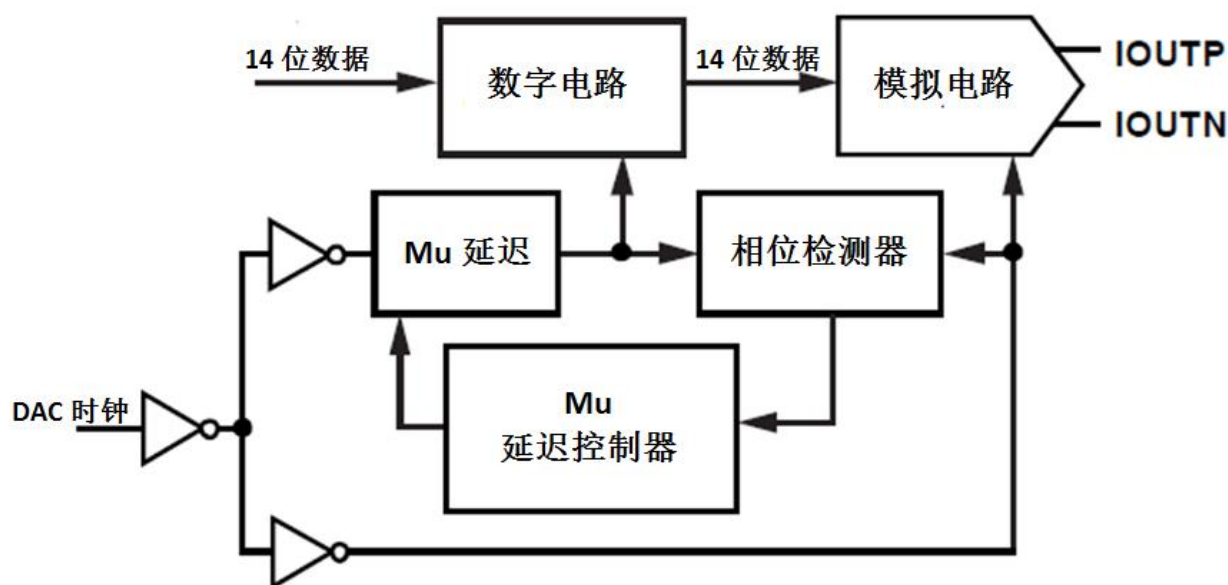 14 位数据
数字电路
14 位数据
模拟电路
IOUTP
IOUTN
Mu 延迟
相位检测器
Mu
延迟控制器
DAC 时钟